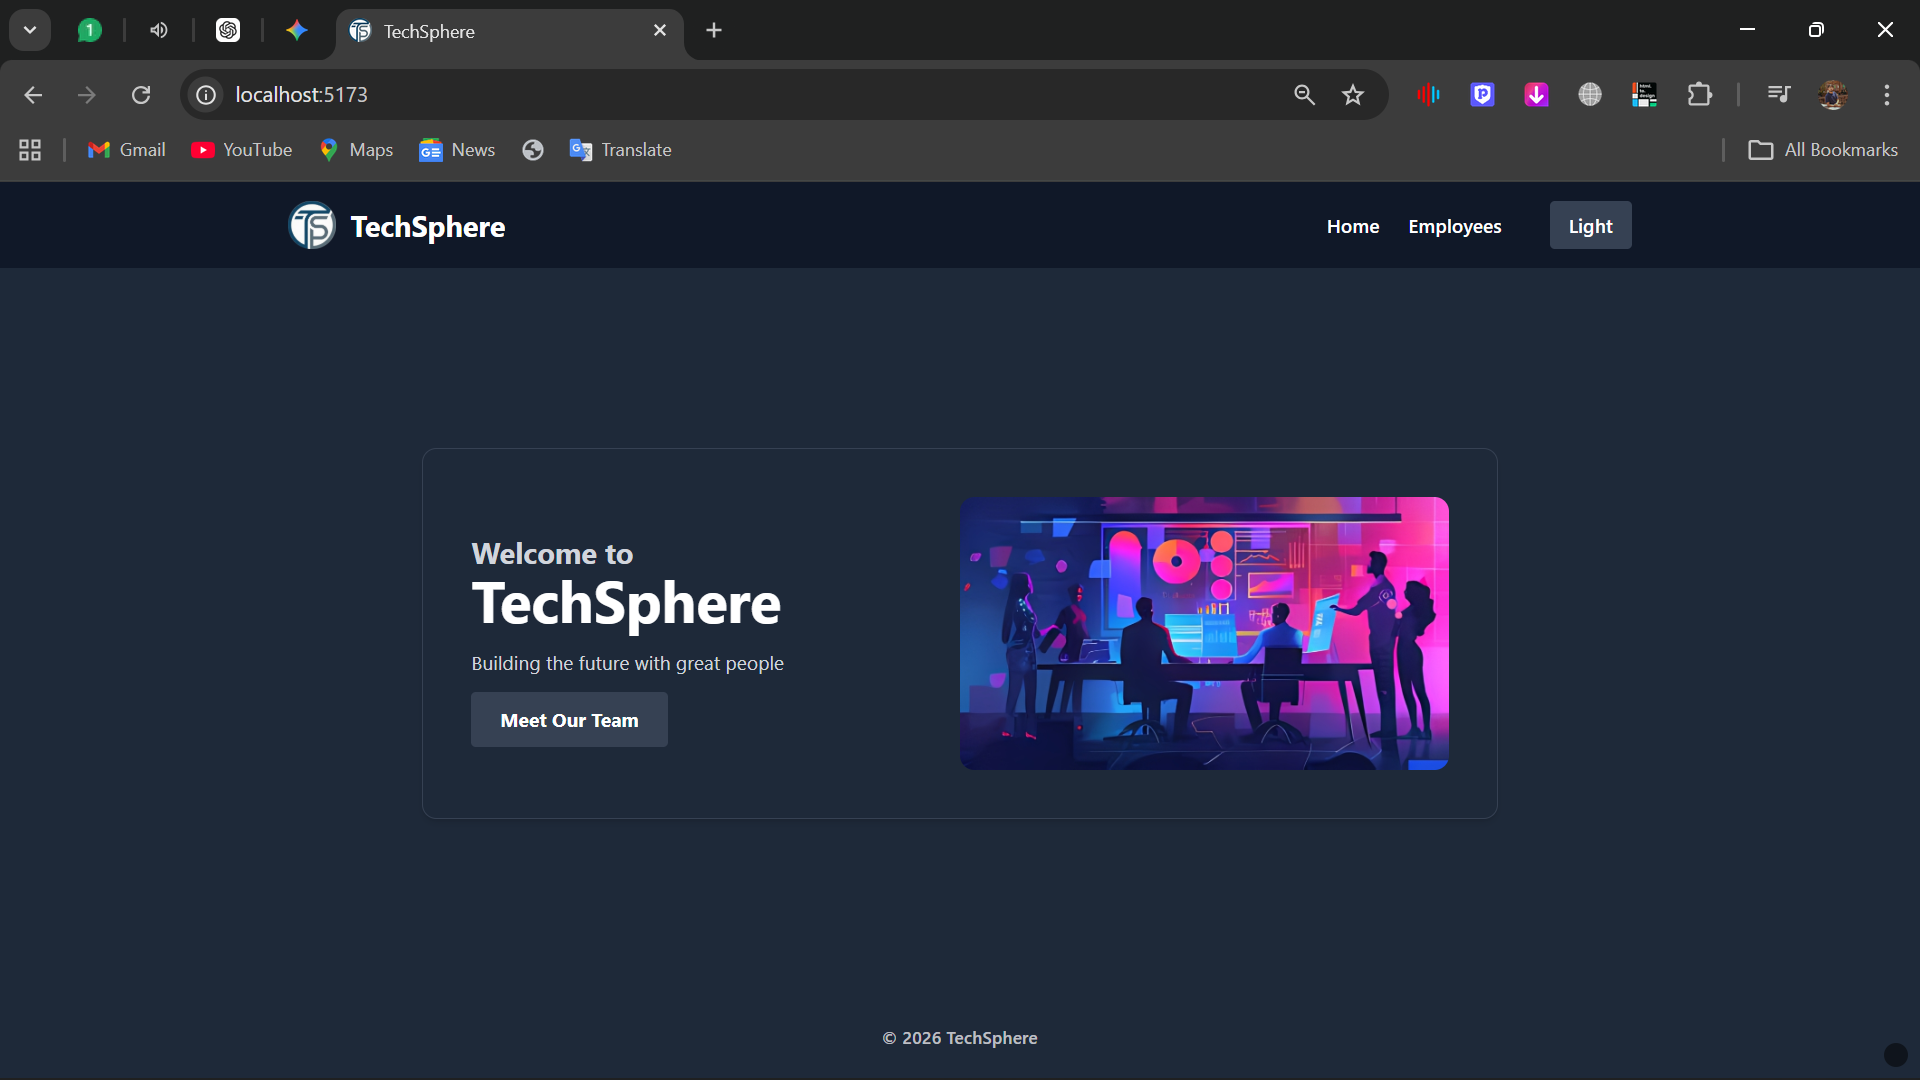 1
TechSphere
localhost:5173
Gmail
YouTube
Maps
News
Translate
All Bookmarks
TechSphere
Home
Employees
Light
Welcome to
TechSphere
Building the future with great people
Meet Our Team
© 2026 TechSphere